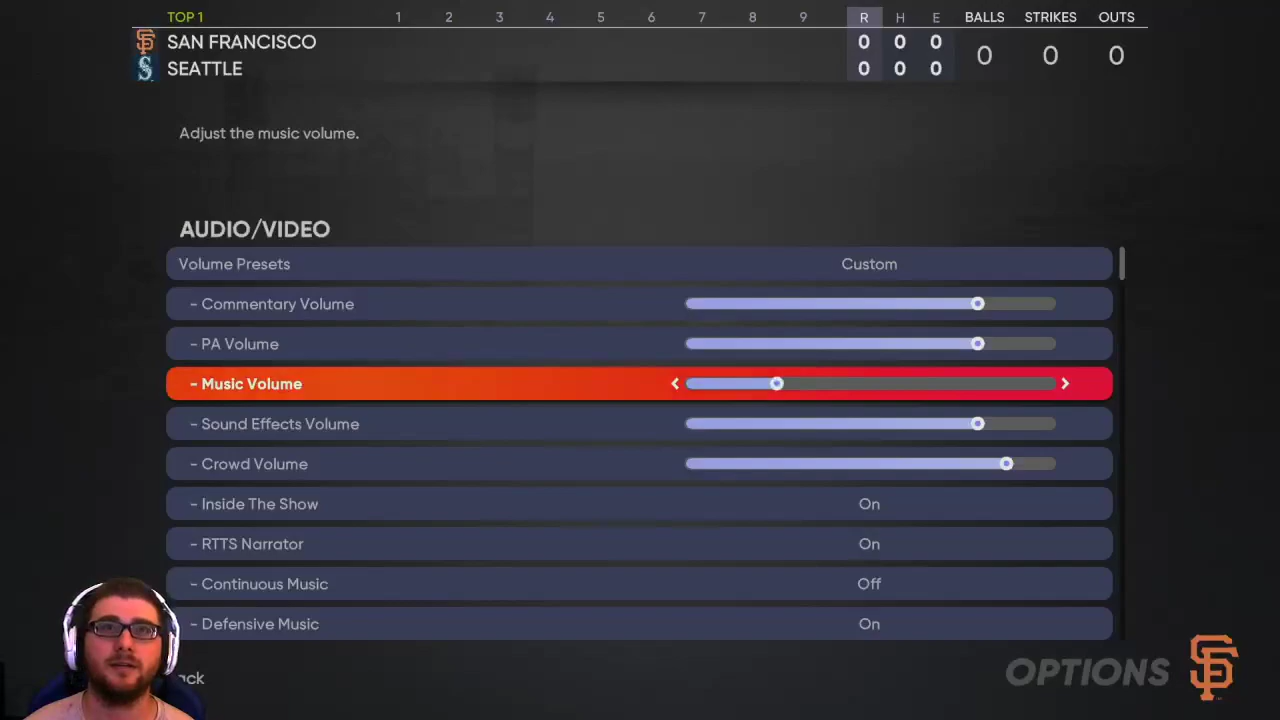 TOP 1 1 2 3 4 5 6 7 8 9 R H E BALLS STRIKES OUTS
SF SAN FRANCISCO 0 0 0 0 0 0
S SEATTLE 0 0 0
Adjust the music volume.
AUDIO/VIDEO
Volume Presets Custom
- Commentary Volume
- PA Volume
- Music Volume
- Sound Effects Volume
- Crowd Volume
- Inside The Show On
- RTTS Narrator On
- Continuous Music Off
- Defensive Music On
ack
OPTIONS SF